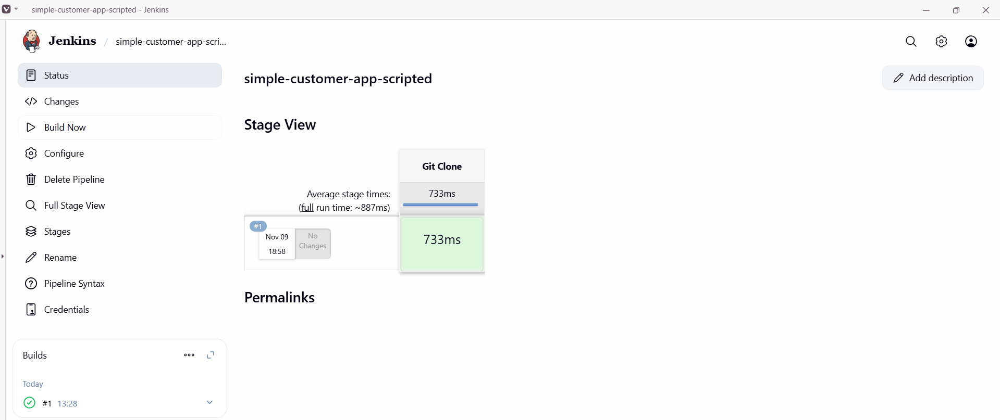 simple-customer-app-scripted - Jenkins
Jenkins / simple-customer-app-scri...
Status
Changes
Build Now
Configure
Delete Pipeline
Full Stage View
Stages
Rename
Pipeline Syntax
Credentials
Builds
Today
#1 13:28
simple-customer-app-scripted
Add description
Stage View
Git Clone
Average stage times:
(full run time: ~887ms)
733ms
#1
Nov 09
18:58
No
Changes
733ms
Permalinks